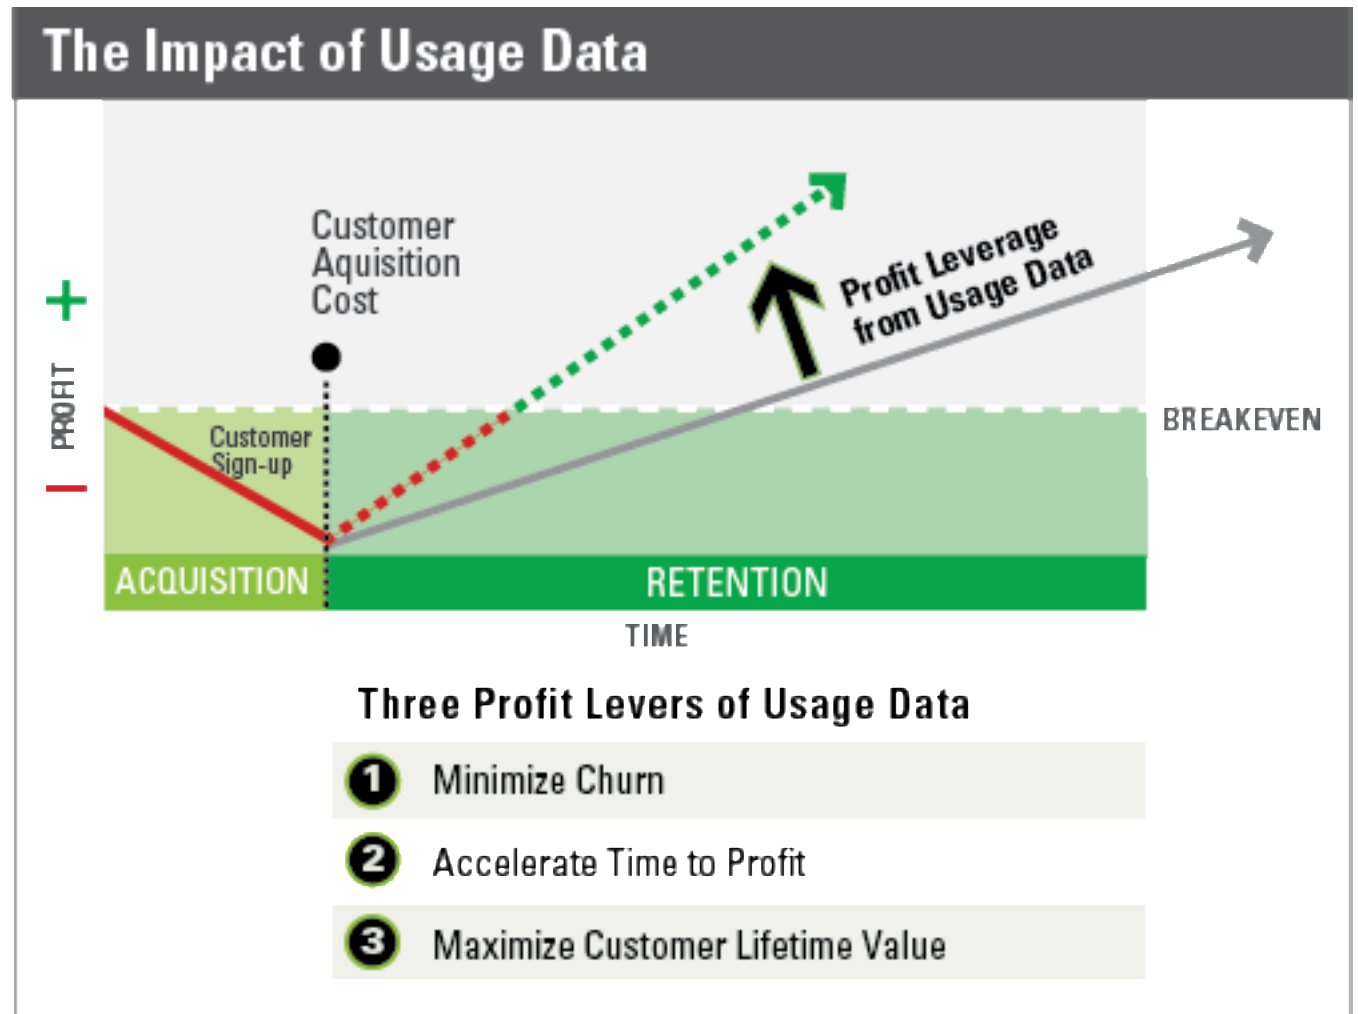 The Impact of Usage Data
Customer
Aquisition
Cost
Profit Leverage
from Usage Data
+
PROFIT
–
BREAKEVEN
Customer
Sign-up
ACQUISITION
RETENTION
TIME
Three Profit Levers of Usage Data
1 Minimize Churn
2 Accelerate Time to Profit
3 Maximize Customer Lifetime Value